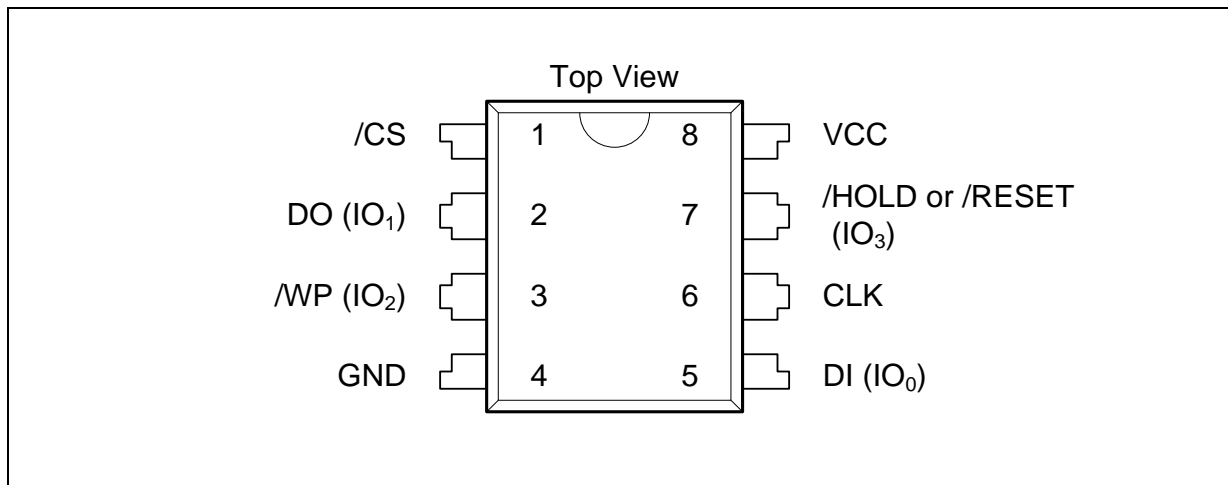 Top View
/CS 1 8 VCC
DO (IO₁) 2 7 /HOLD or /RESET
(IO₃)
/WP (IO₂) 3 6 CLK
GND 4 5 DI (IO₀)